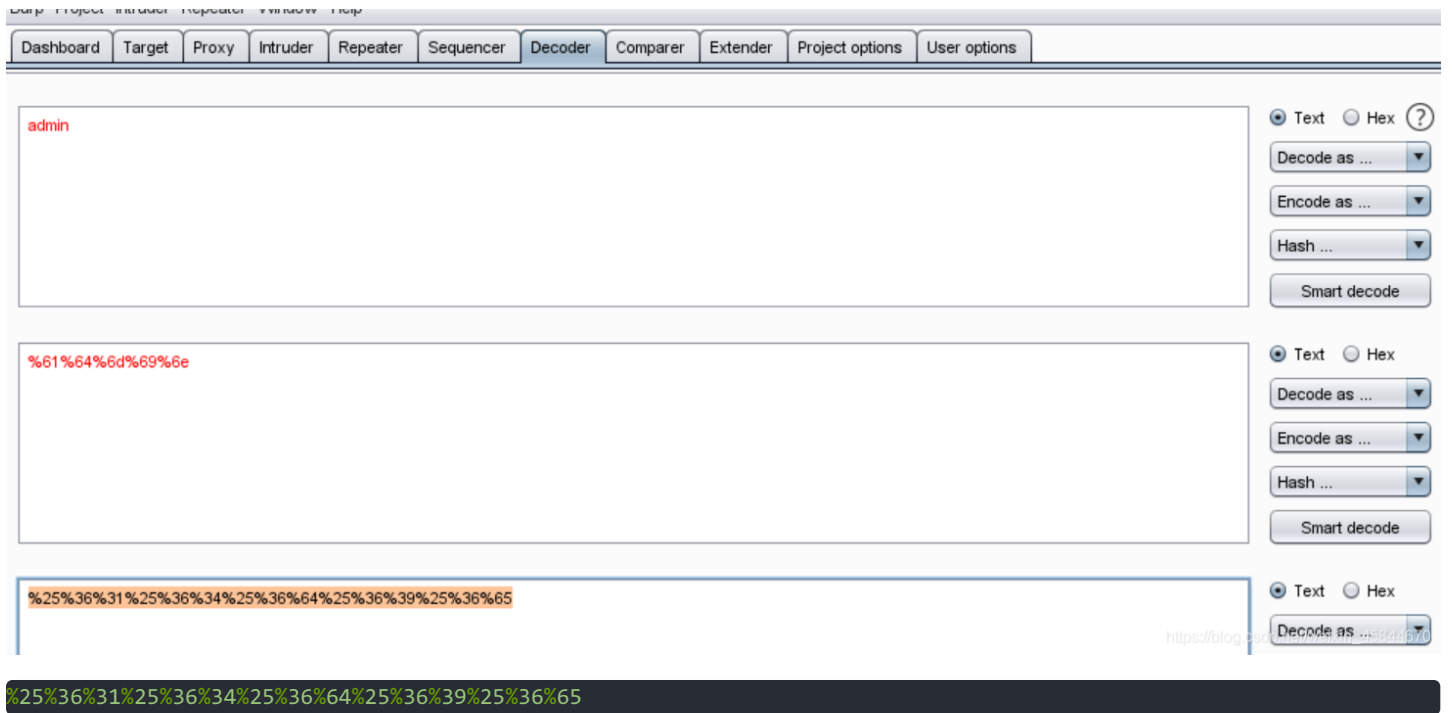 Burp Project Intruder Repeater Window Help
Dashboard Target Proxy Intruder Repeater Sequencer Decoder Comparer Extender Project options User options
admin
Text Hex ?
Decode as ...
Encode as ...
Hash ...
Smart decode
%61%64%6d%69%6e
Text Hex
Decode as ...
Encode as ...
Hash ...
Smart decode
%25%36%31%25%36%34%25%36%64%25%36%39%25%36%65
Text Hex
Decode as ...
%25%36%31%25%36%34%25%36%64%25%36%39%25%36%65